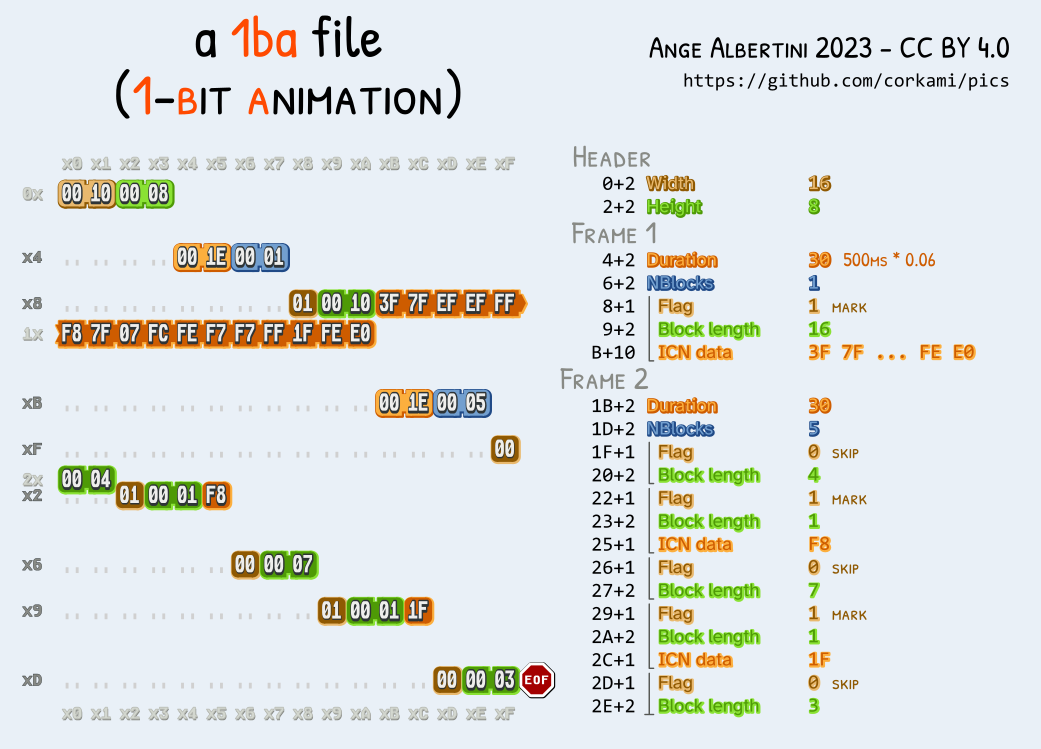 a 1ba file
(1-BIT ANIMATION)
ANGE ALBERTINI 2023 - CC BY 4.0
https://github.com/corkami/pics
x0 x1 x2 x3 x4 x5 x6 x7 x8 x9 xA xB xC xD xE xF
0x 00 10 00 08
x4 .. .. .. .. 00 1E 00 01
x8 .. .. .. .. .. .. .. .. 01 00 10 3F 7F EF EF FF
1x F8 7F 07 FC FE F7 F7 FF 1F FE E0
xB .. .. .. .. .. .. .. .. .. .. .. 00 1E 00 05
xF .. .. .. .. .. .. .. .. .. .. .. .. .. .. .. 00
2x 00 04
x2 .. .. 01 00 01 F8
x6 .. .. .. .. .. .. 00 00 07
x9 .. .. .. .. .. .. .. .. .. 01 00 01 1F
xD .. .. .. .. .. .. .. .. .. .. .. .. .. 00 00 03 EOF
x0 x1 x2 x3 x4 x5 x6 x7 x8 x9 xA xB xC xD xE xF
HEADER
0+2 Width 16
2+2 Height 8
FRAME 1
4+2 Duration 30 500MS * 0.06
6+2 NBlocks 1
8+1 Flag 1 MARK
9+2 Block length 16
B+10 ICN data 3F 7F ... FE E0
FRAME 2
1B+2 Duration 30
1D+2 NBlocks 5
1F+1 Flag 0 SKIP
20+2 Block length 4
22+1 Flag 1 MARK
23+2 Block length 1
25+1 ICN data F8
26+1 Flag 0 SKIP
27+2 Block length 7
29+1 Flag 1 MARK
2A+2 Block length 1
2C+1 ICN data 1F
2D+1 Flag 0 SKIP
2E+2 Block length 3